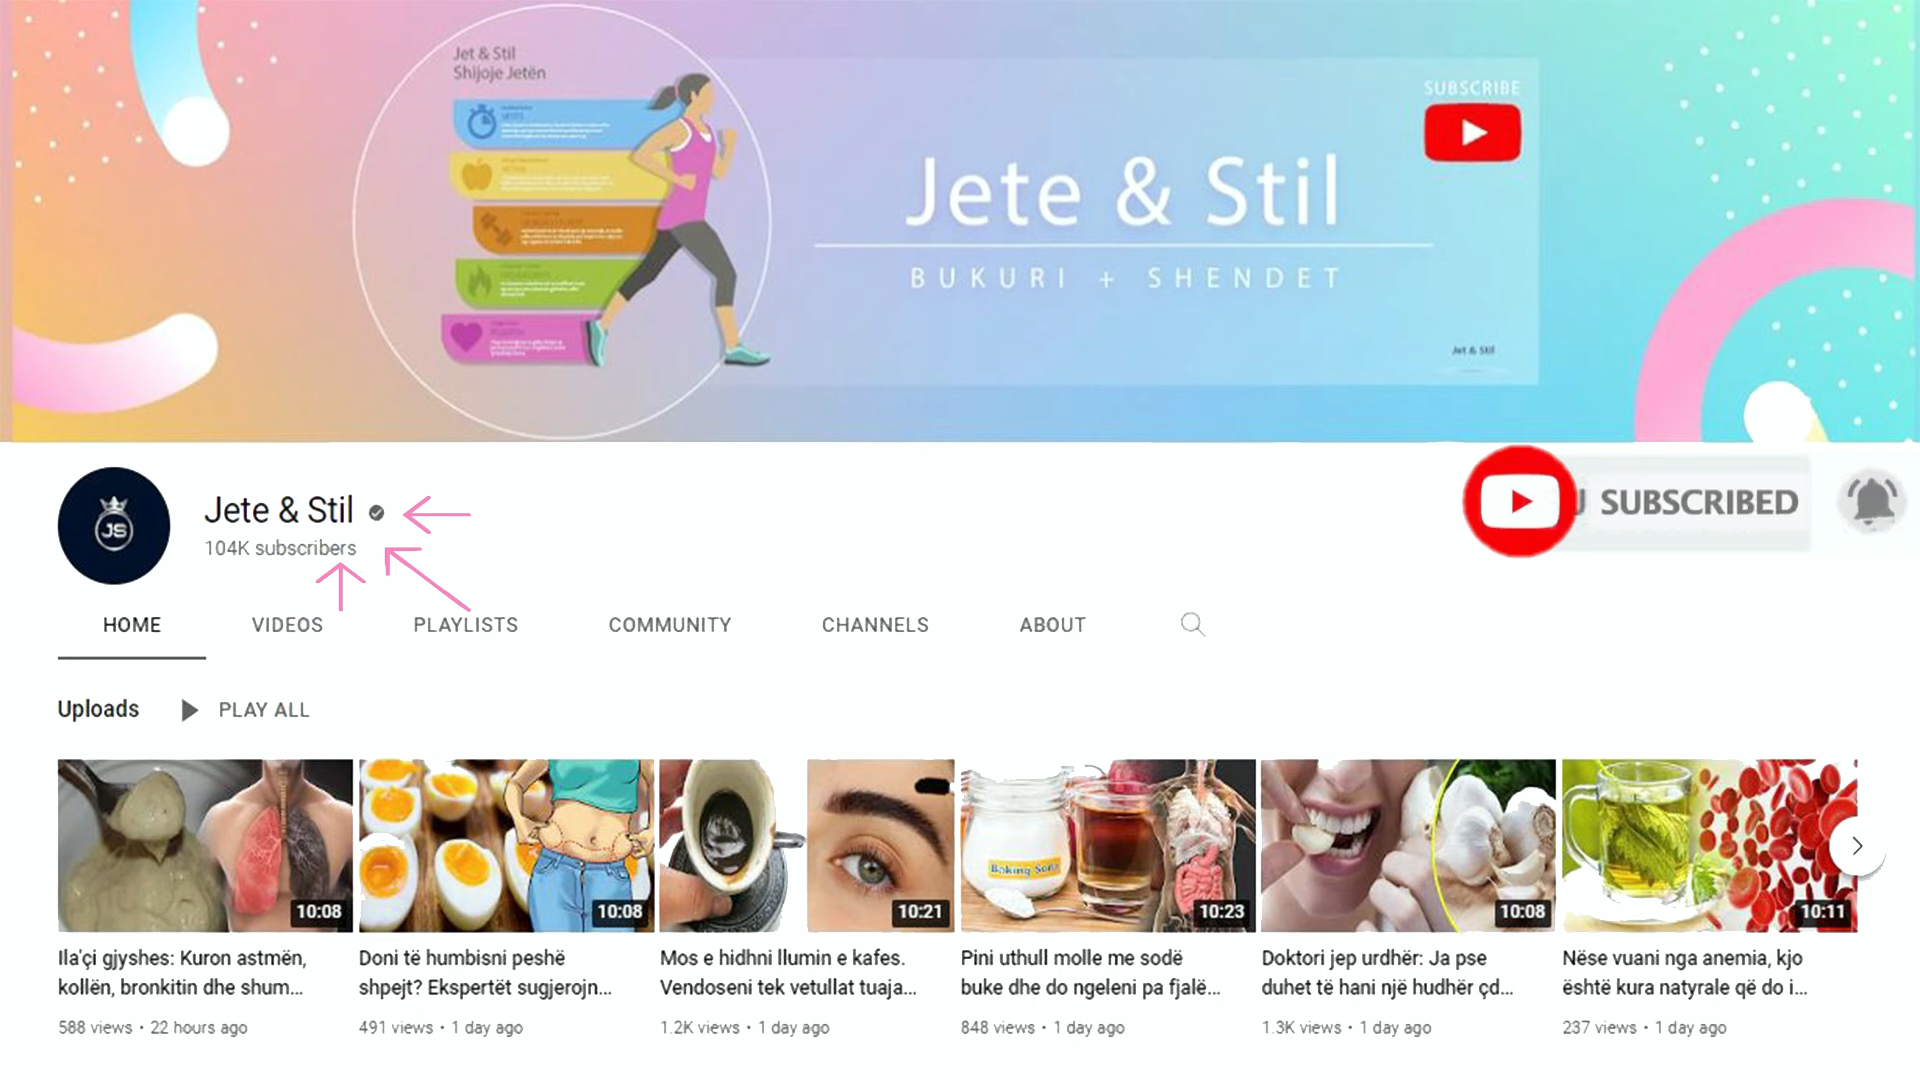 Jet & Stil
Shijoje Jetën
SUBSCRIBE
Jete & Stil
BUKURI + SHENDET
Jet & Stil
JS
Jete & Stil
104K subscribers
SUBSCRIBED
HOME
VIDEOS
PLAYLISTS
COMMUNITY
CHANNELS
ABOUT
Uploads
PLAY ALL
10:08
10:08
10:21
Baking Soda
10:23
10:08
10:11
Ila'çi gjyshes: Kuron astmën,
kollën, bronkitin dhe shum...
588 views • 22 hours ago
Doni të humbisni peshë
shpejt? Ekspertët sugjerojn...
491 views • 1 day ago
Mos e hidhni llumin e kafes.
Vendoseni tek vetullat tuaja...
1.2K views • 1 day ago
Pini uthull molle me sodë
buke dhe do ngeleni pa fjalë...
848 views • 1 day ago
Doktori jep urdhër: Ja pse
duhet të hani një hudhër çd...
1.3K views • 1 day ago
Nëse vuani nga anemia, kjo
është kura natyrale që do i...
237 views • 1 day ago